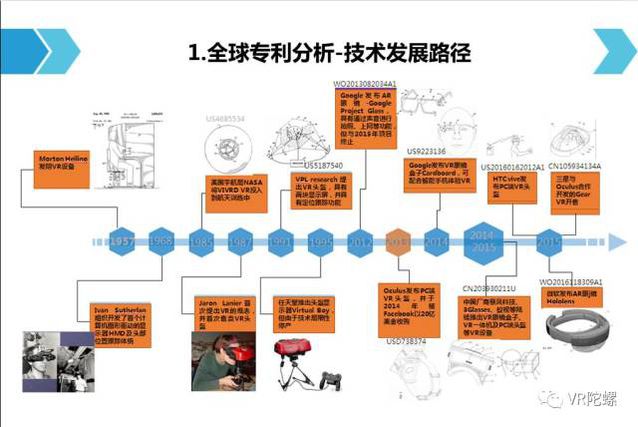 1.全球专利分析-技术发展路径
WO2013082034A1
Google发布AR
眼镜-Google
Project Glass,
具有通过声音进行
拍照、上网等功能,
但与2015年项目
终止
Morton Heiling
发明VR设备
US4685534
美国宇航局NASA
将VIVRD VR投入
到航天训练中
US5187540
VPL research 提
出VR头盔,具有
两块显示屏,并具
有定位跟踪功能
US9223136
Google发布VR眼镜
盒子Cardboard,可
配合智能手机体验VR
US20160162012A1
HTC vive发
布PC端VR头
盔
CN105934134A
三星与
Oculus合作
开发的Gear
VR开售
1957
1968
1985
1987
1991
1995
2012
2013
2014
2014-
2015
2015
Ivan Sutherlan
组织开发了首个计
算机图形驱动的显
示器HMD及头部
位置跟踪系统
Jaron Lanier 首
次提出VR的概念,
并首次售卖VR头
盔
任天堂推出头盔显
示器Virtual Boy,
但由于技术局限性
停产
Oculus发布PC端
VR头盔,并于
2014年被
Facebook以20亿
美金收购
USD738374
CN203930211U
中国厂商暴风科技、
3Glasses、蚁视等陆
续推出VR眼镜盒子、
VR一体机及PC端头盔
等VR设备
WO2016118309A1
微软发布AR眼镜
Hololens
VR陀螺